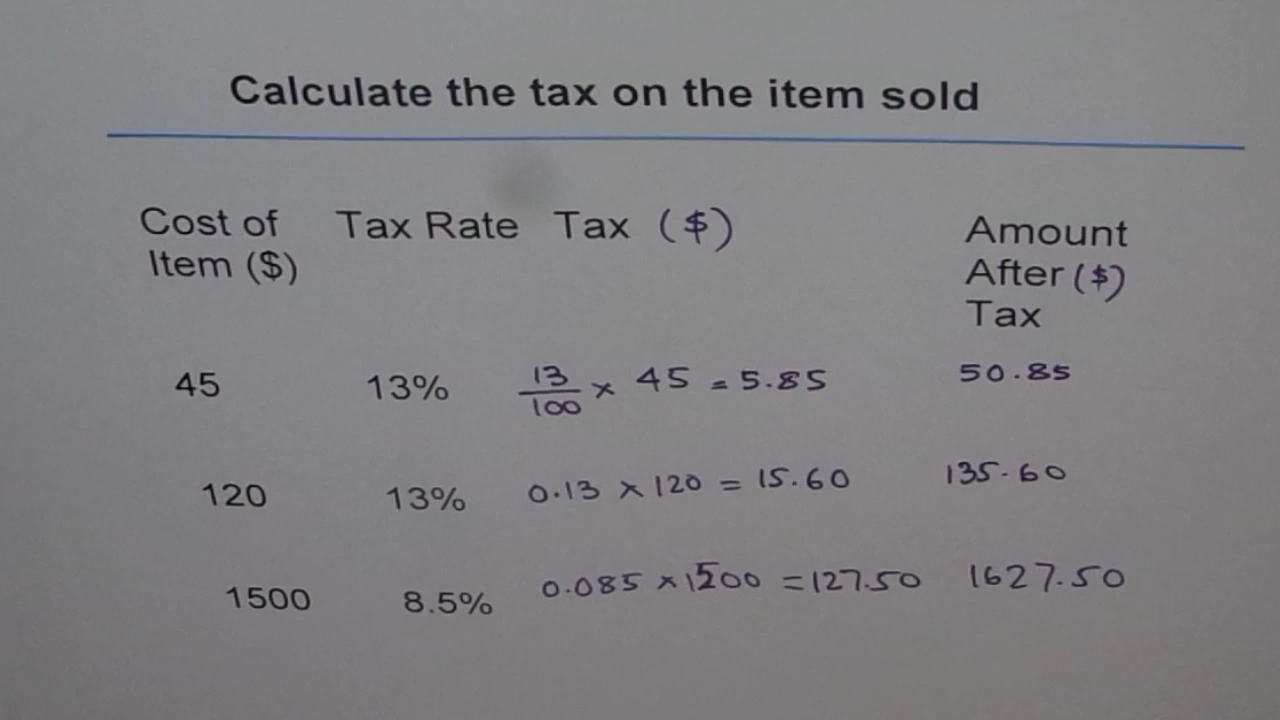 Calculate the tax on the item sold
Cost of Tax Rate Tax ($) Amount
Item ($) After ($)
Tax
45 13% 13/100 × 45 = 5.85 50.85
120 13% 0.13 × 120 = 15.60 135.60
1500 8.5% 0.085 × 1500 = 127.50 1627.50